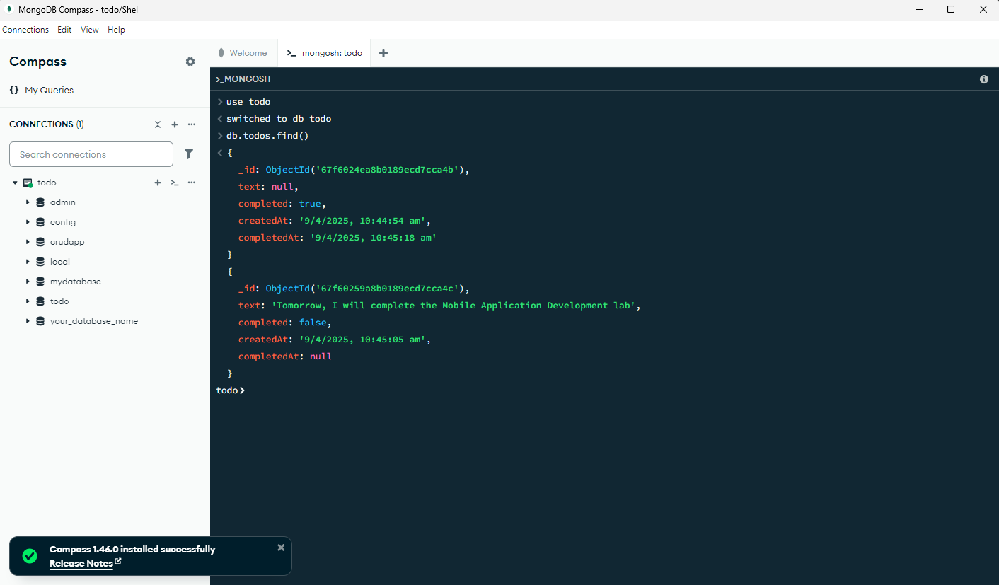 MongoDB Compass - todo/Shell
Connections Edit View Help
Compass
{} My Queries
CONNECTIONS (1)
Search connections
todo
admin
config
crudapp
local
mydatabase
todo
your_database_name
Welcome
>_ mongosh: todo
>_MONGOSH
> use todo
< switched to db todo
> db.todos.find()
< {
_id: ObjectId('67f6024ea8b0189ecd7cca4b'),
text: null,
completed: true,
createdAt: '9/4/2025, 10:44:54 am',
completedAt: '9/4/2025, 10:45:18 am'
}
{
_id: ObjectId('67f60259a8b0189ecd7cca4c'),
text: 'Tomorrow, I will complete the Mobile Application Development lab',
completed: false,
createdAt: '9/4/2025, 10:45:05 am',
completedAt: null
}
todo>
Compass 1.46.0 installed successfully
Release Notes